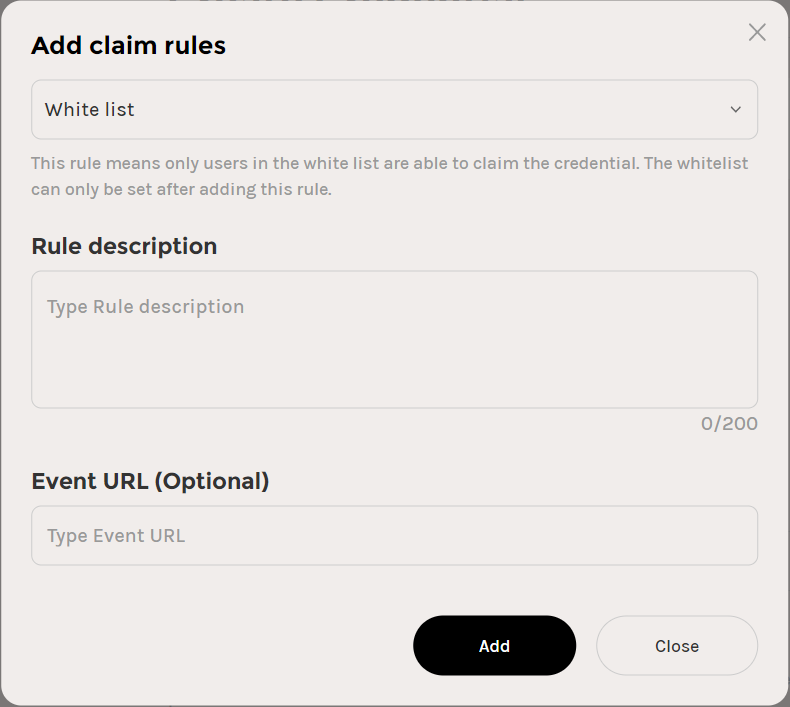 Add claim rules
White list
This rule means only users in the white list are able to claim the credential. The whitelist
can only be set after adding this rule.
Rule description
Type Rule description
0/200
Event URL (Optional)
Type Event URL
Add
Close